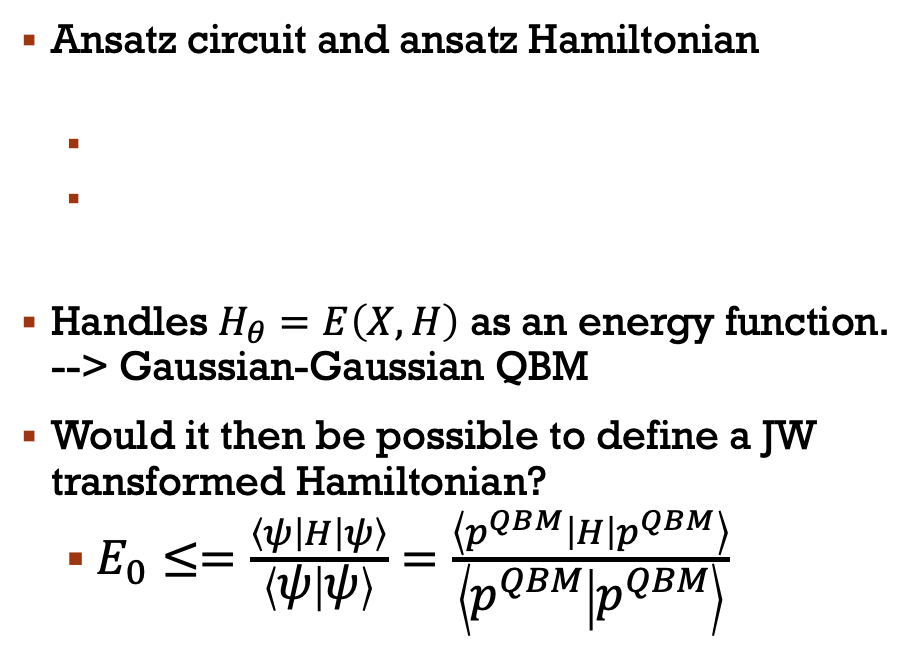 ▪ Ansatz circuit and ansatz Hamiltonian
▪
▪
▪ Handles H_θ = E(X, H) as an energy function.
--> Gaussian-Gaussian QBM
▪ Would it then be possible to define a JW
transformed Hamiltonian?
▪ E_0 ≤= ⟨ψ|H|ψ⟩/⟨ψ|ψ⟩ = ⟨p^{QBM}|H|p^{QBM}⟩/⟨p^{QBM}|p^{QBM}⟩